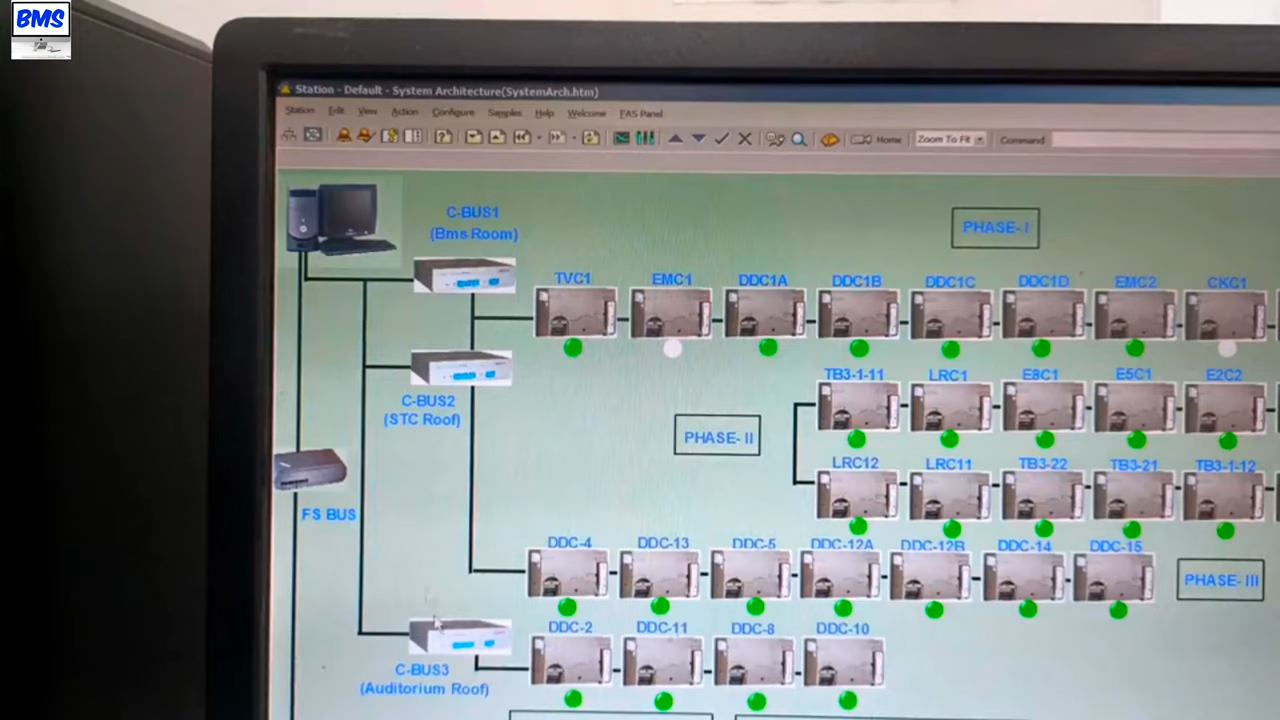 BMS
Station - Default - System Architecture(SystemArch.htm)
Station Edit View Action Configure Samples Help Welcome FAS Panel
Home Zoom To Fit Command
C-BUS1
(Bms Room)
PHASE- I
TVC1 EMC1 DDC1A DDC1B DDC1C DDC1D EMC2 CKC1
TB3-1-11 LRC1 E8C1 E5C1 E2C2
C-BUS2
(STC Roof)
PHASE- II
LRC12 LRC11 TB3-22 TB3-21 TB3-1-12
FS BUS
DDC-4 DDC-13 DDC-5 DDC-12A DDC-12B DDC-14 DDC-15
PHASE- III
DDC-2 DDC-11 DDC-8 DDC-10
C-BUS3
(Auditorium Roof)